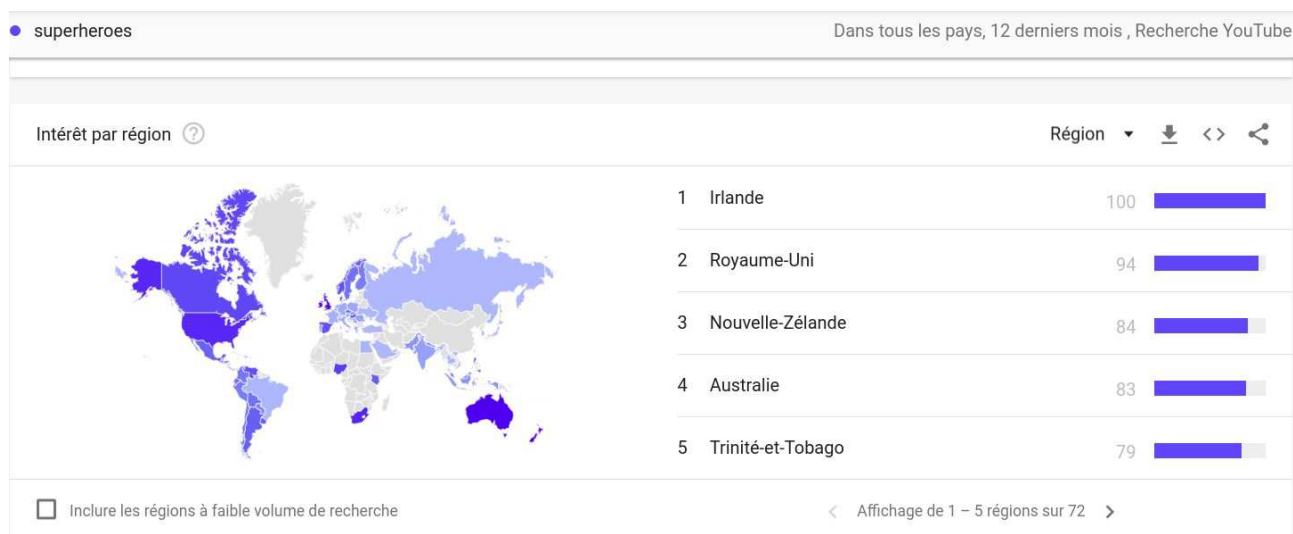 superheroes Dans tous les pays, 12 derniers mois , Recherche YouTube
Intérêt par région ? Région <>
1 Irlande 100
2 Royaume-Uni 94
3 Nouvelle-Zélande 84
4 Australie 83
5 Trinité-et-Tobago 79
Inclure les régions à faible volume de recherche < Affichage de 1 – 5 régions sur 72 >